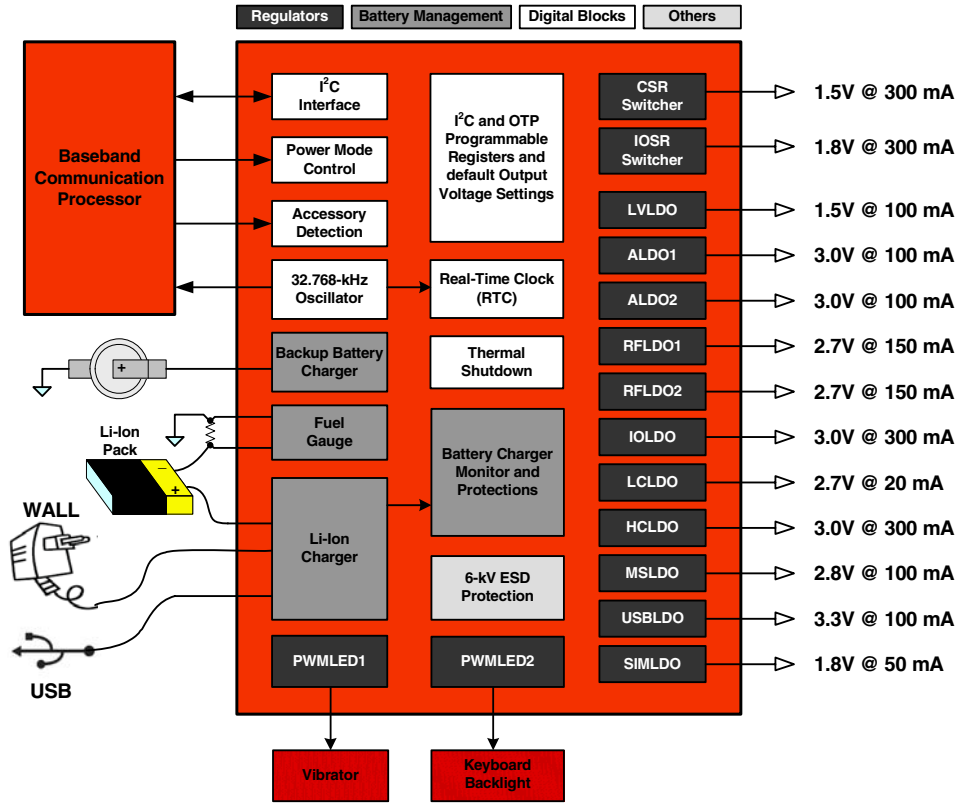 Regulators
Battery Management
Digital Blocks
Others
Baseband
Communication
Processor
I²C
Interface
Power Mode
Control
Accessory
Detection
32.768-kHz
Oscillator
Backup Battery
Charger
Fuel
Gauge
Li-Ion
Charger
PWMLED1
I²C and OTP
Programmable
Registers and
default Output
Voltage Settings
Real-Time Clock
(RTC)
Thermal
Shutdown
Battery Charger
Monitor and
Protections
6-kV ESD
Protection
PWMLED2
CSR
Switcher
1.5V @ 300 mA
IOSR
Switcher
1.8V @ 300 mA
LVLDO
1.5V @ 100 mA
ALDO1
3.0V @ 100 mA
ALDO2
3.0V @ 100 mA
RFLDO1
2.7V @ 150 mA
RFLDO2
2.7V @ 150 mA
IOLDO
3.0V @ 300 mA
LCLDO
2.7V @ 20 mA
HCLDO
3.0V @ 300 mA
MSLDO
2.8V @ 100 mA
USBLDO
3.3V @ 100 mA
SIMLDO
1.8V @ 50 mA
+
Li-Ion
Pack
–
+
WALL
USB
Vibrator
Keyboard
Backlight